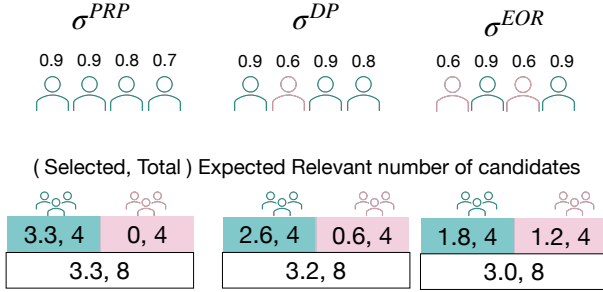 σ^PRP σ^DP σ^EOR
0.9 0.9 0.8 0.7 0.9 0.6 0.9 0.8 0.6 0.9 0.6 0.9
( Selected, Total ) Expected Relevant number of candidates
3.3, 4 0, 4 2.6, 4 0.6, 4 1.8, 4 1.2, 4
3.3, 8 3.2, 8 3.0, 8